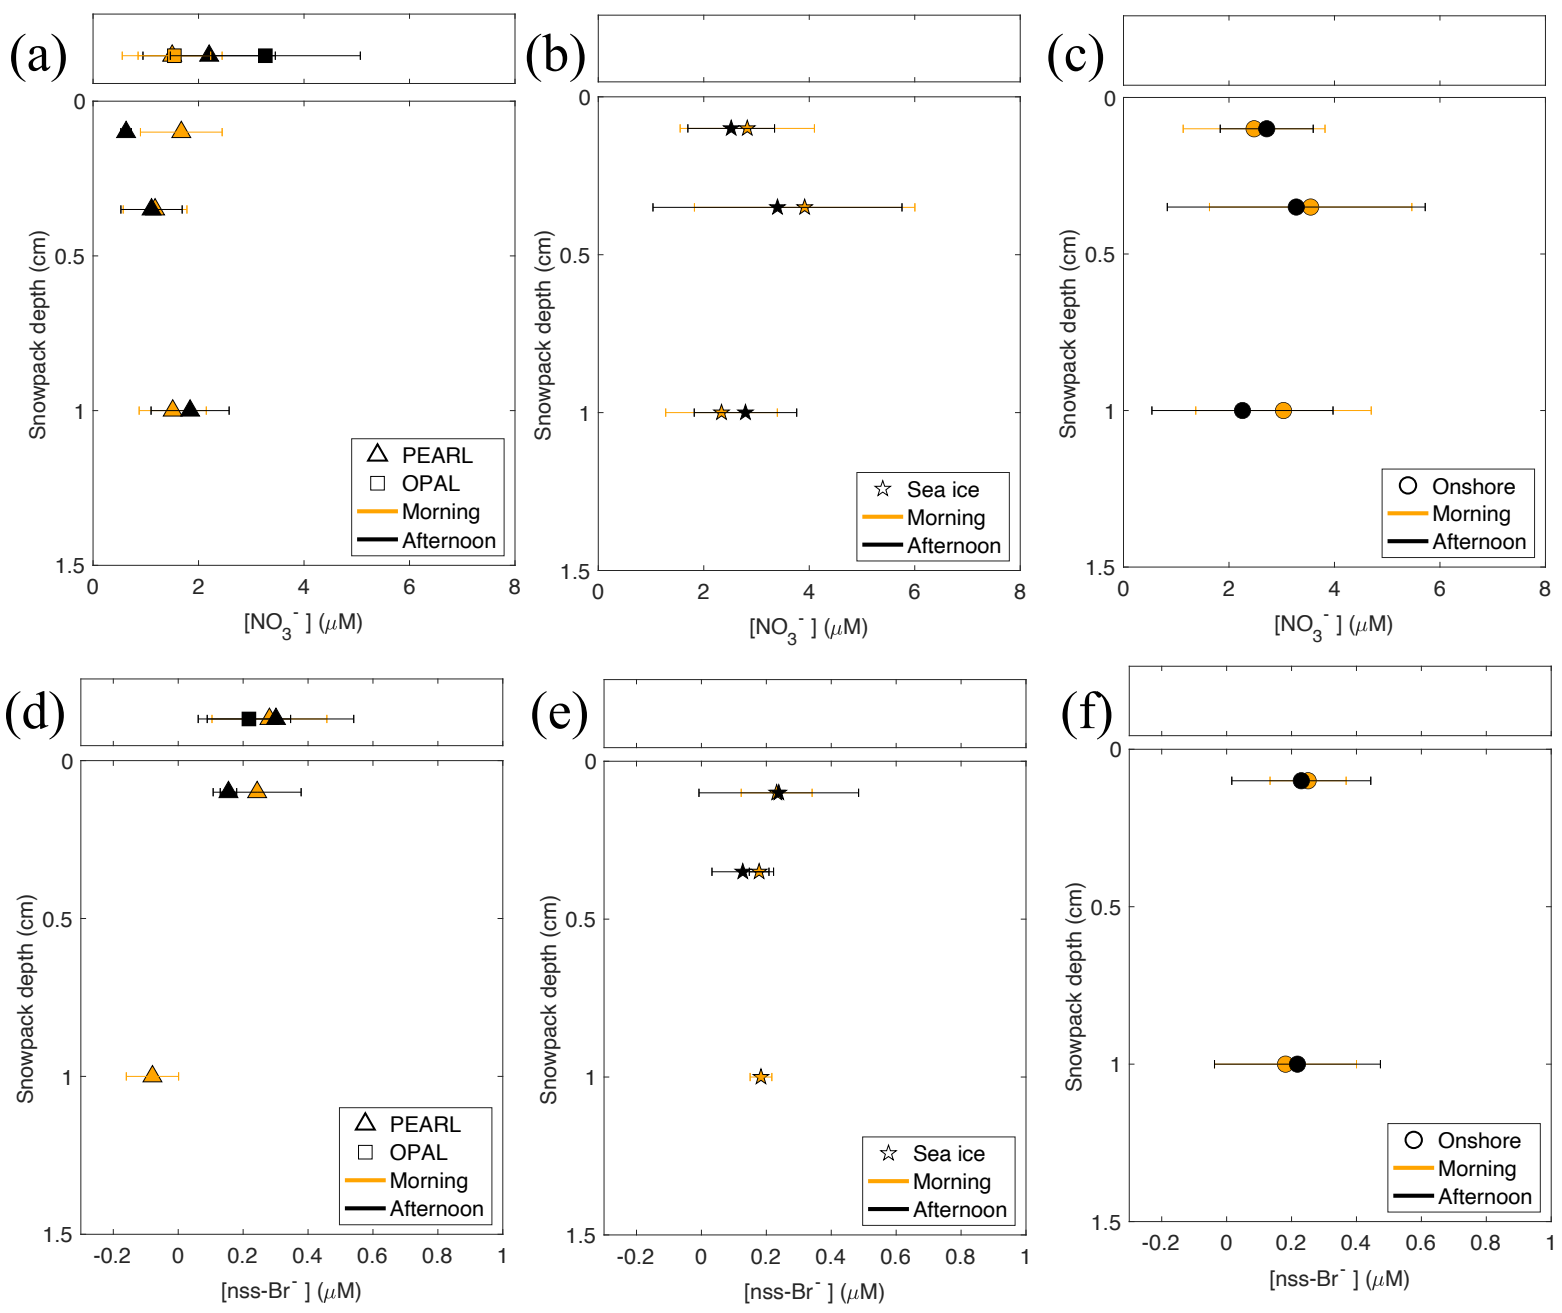 (a)
0
0.5
1
1.5
Snowpack depth (cm)
PEARL
OPAL
Morning
Afternoon
0 2 4 6 8
[NO3- ] (μM)
(b)
0
0.5
1
1.5
Snowpack depth (cm)
Sea ice
Morning
Afternoon
0 2 4 6 8
[NO3- ] (μM)
(c)
0
0.5
1
1.5
Snowpack depth (cm)
Onshore
Morning
Afternoon
0 2 4 6 8
[NO3- ] (μM)
(d)
0
0.5
1
1.5
Snowpack depth (cm)
PEARL
OPAL
Morning
Afternoon
-0.2 0 0.2 0.4 0.6 0.8 1
[nss-Br- ] (μM)
(e)
0
0.5
1
1.5
Snowpack depth (cm)
Sea ice
Morning
Afternoon
-0.2 0 0.2 0.4 0.6 0.8 1
[nss-Br- ] (μM)
(f)
0
0.5
1
1.5
Snowpack depth (cm)
Onshore
Morning
Afternoon
-0.2 0 0.2 0.4 0.6 0.8 1
[nss-Br- ] (μM)